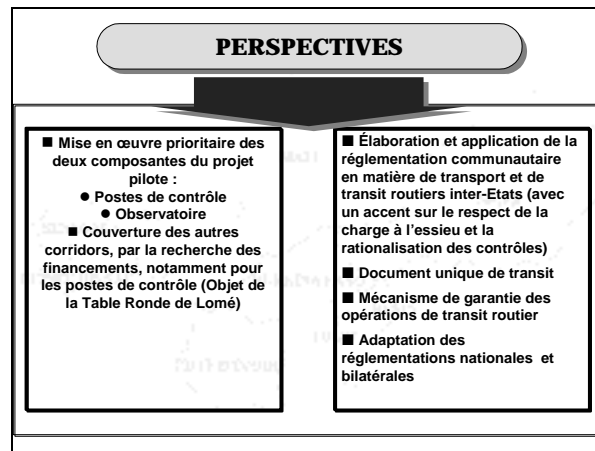 PERSPECTIVES
■ Mise en œuvre prioritaire des
deux composantes du projet
pilote :
● Postes de contrôle
● Observatoire
■ Couverture des autres
corridors, par la recherche des
financements, notamment pour
les postes de contrôle (Objet de
la Table Ronde de Lomé)
■ Élaboration et application de la
réglementation communautaire
en matière de transport et de
transit routiers inter-Etats (avec
un accent sur le respect de la
charge à l'essieu et la
rationalisation des contrôles)
■ Document unique de transit
■ Mécanisme de garantie des
opérations de transit routier
■ Adaptation des
réglementations nationales et
bilatérales